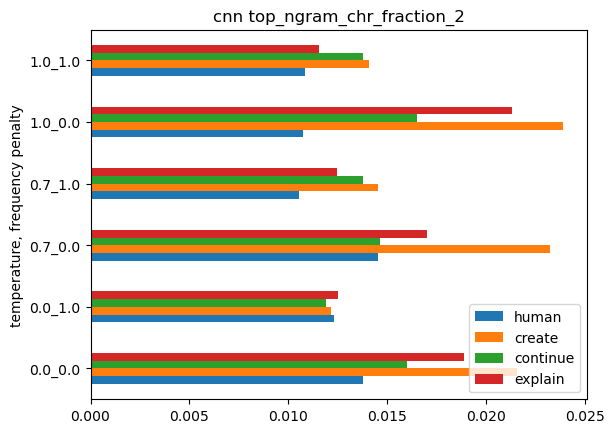 cnn top_ngram_chr_fraction_2
temperature, frequency penalty
1.0_1.0
1.0_0.0
0.7_1.0
0.7_0.0
0.0_1.0
0.0_0.0
human
create
continue
explain
0.000 0.005 0.010 0.015 0.020 0.025